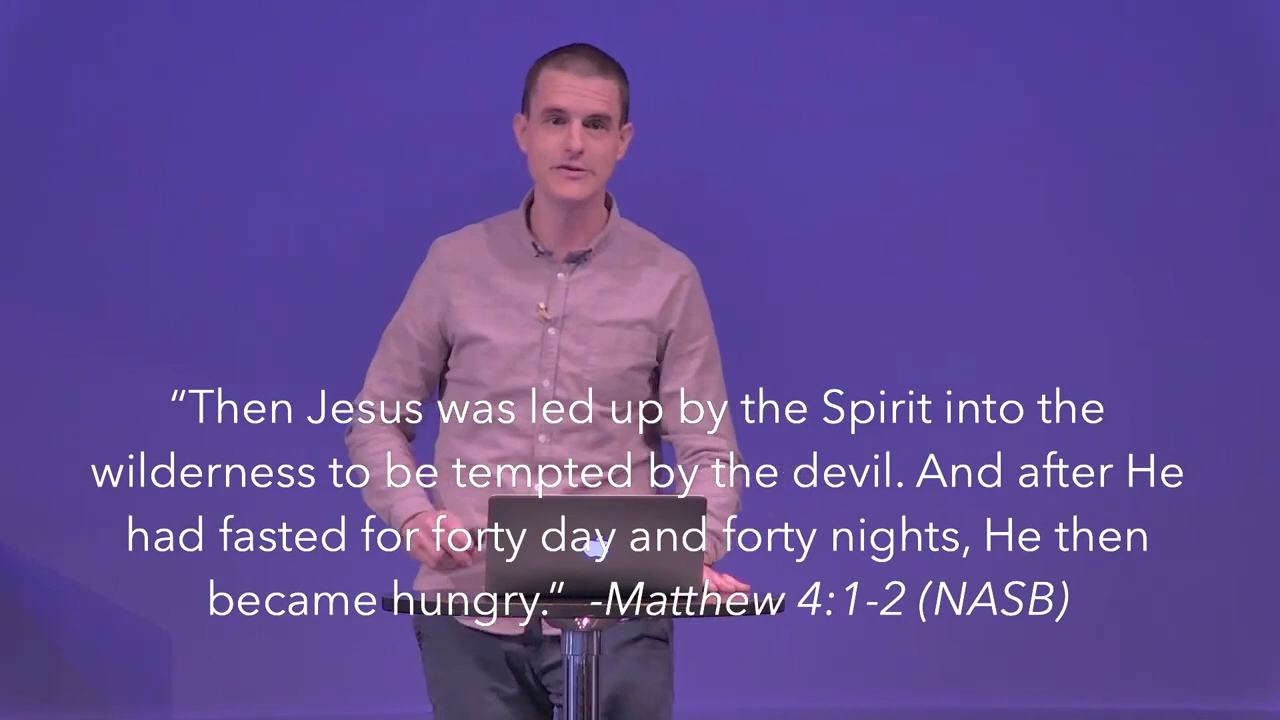 “Then Jesus was led up by the Spirit into the
wilderness to be tempted by the devil. And after He
had fasted for forty day and forty nights, He then
became hungry.” -Matthew 4:1-2 (NASB)